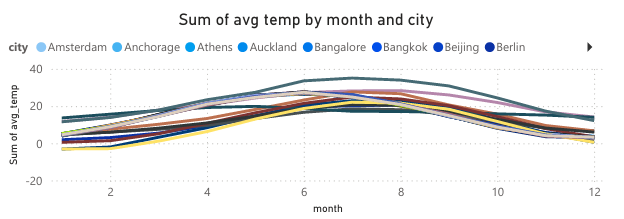 Sum of avg temp by month and city
city Amsterdam Anchorage Athens Auckland Bangalore Bangkok Beijing Berlin
40
20
0
-20
Sum of avg_temp
2 4 6 8 10 12
month